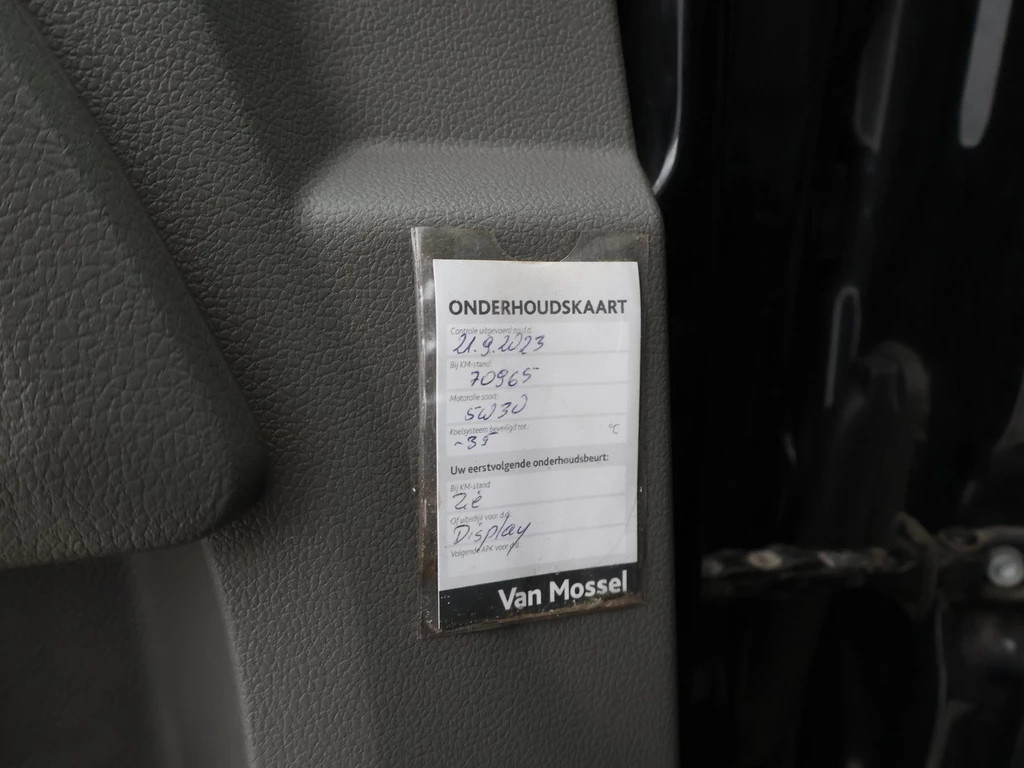 ONDERHOUDSKAART
Controle uitgevoerd op d.d.:
21.9.2023
Bij KM-stand:
70965
Motorolie soort:
5W30
Koelsysteem beveiligd tot:
-35 °C
Uw eerstvolgende onderhoudsbeurt:
Bij KM-stand:
Zie
Of uiterlijk voor d.d.:
Display
Volgende APK voor d.d.:
Van Mossel